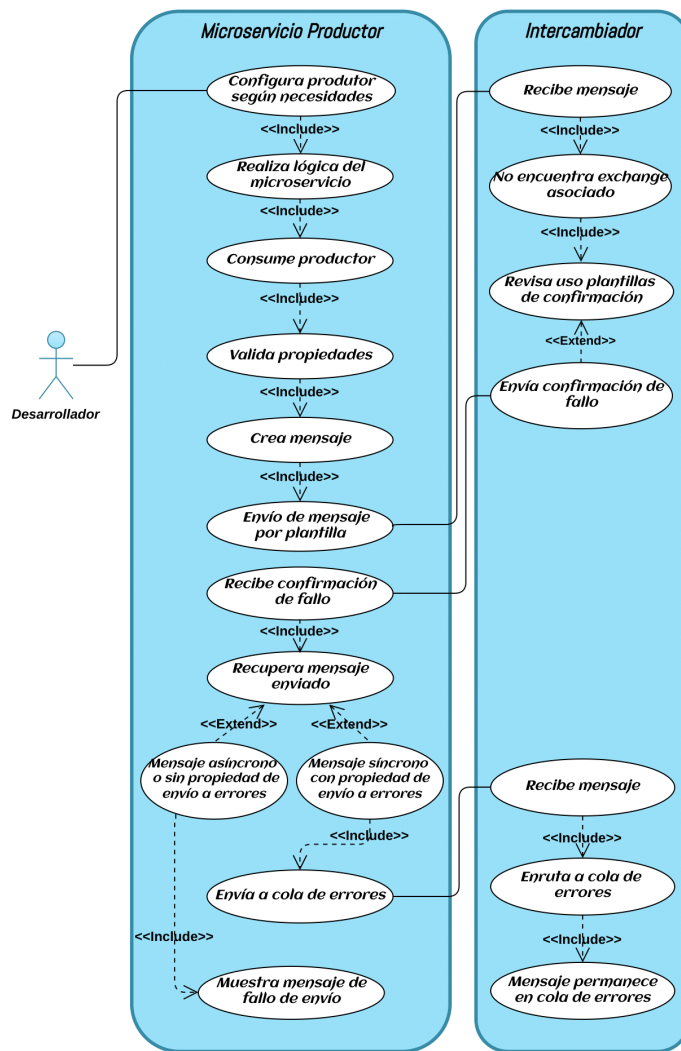 Microservicio Productor
Configura produtor
según necesidades
<<Include>>
Realiza lógica del
microservicio
<<Include>>
Consume productor
<<Include>>
Valida propiedades
<<Include>>
Crea mensaje
<<Include>>
Envío de mensaje
por plantilla
Recibe confirmación
de fallo
<<Include>>
Recupera mensaje
enviado
<<Extend>>
<<Extend>>
Mensaje asíncrono
o sin propiedad de
envío a errores
Mensaje síncrono
con propiedad de
envío a errores
<<Include>>
Envía a cola de errores
<<Include>>
Muestra mensaje de
fallo de envío
Desarrollador
Intercambiador
Recibe mensaje
<<Include>>
No encuentra exchange
asociado
<<Include>>
Revisa uso plantillas
de confirmación
<<Extend>>
Envía confirmación de
fallo
Recibe mensaje
<<Include>>
Enruta a cola de
errores
<<Include>>
Mensaje permanece
en cola de errores